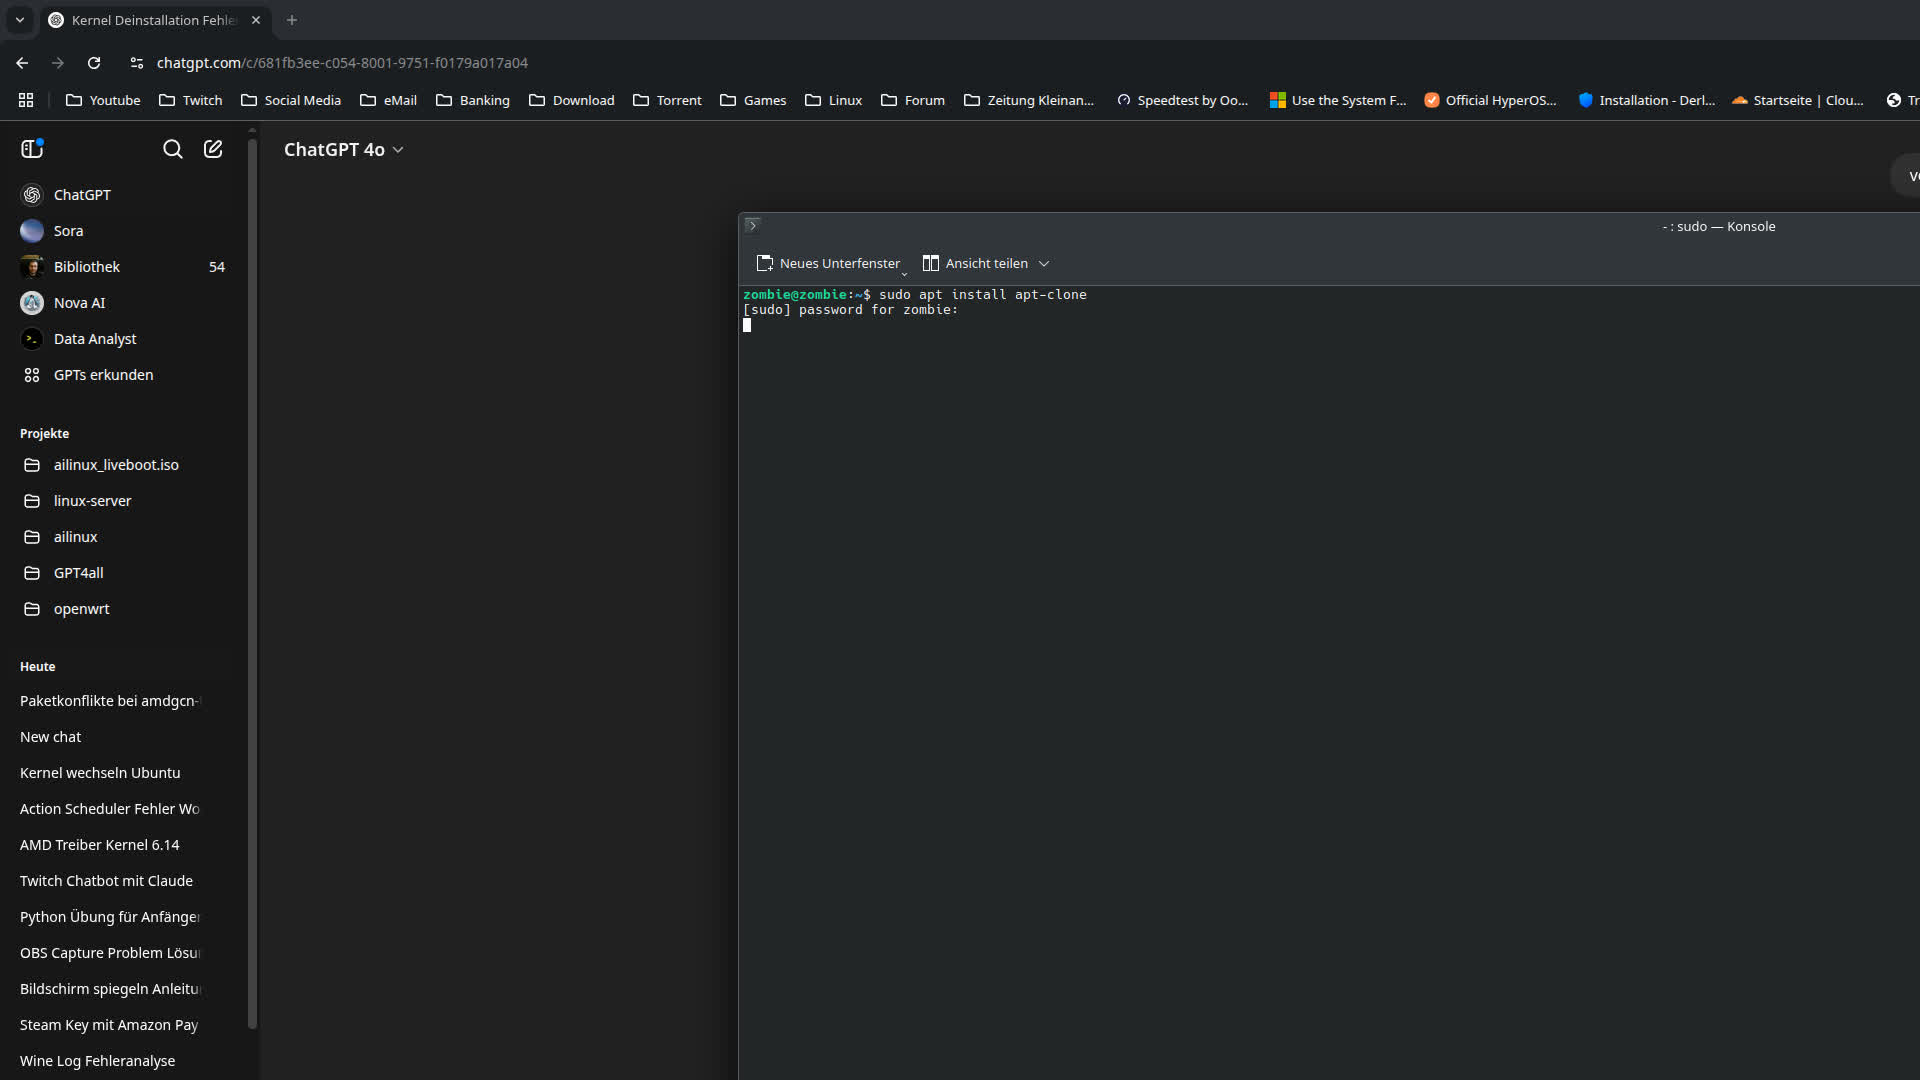 Kernel Deinstallation Fehle
chatgpt.com/c/681fb3ee-c054-8001-9751-f0179a017a04
Youtube Twitch Social Media eMail Banking Download Torrent Games Linux Forum Zeitung Kleinan... Speedtest by Oo... Use the System F... Official HyperOS... Installation - Derl... Startseite | Clou... Tr
ChatGPT 4o
ChatGPT
Sora
Bibliothek 54
Nova AI
Data Analyst
GPTs erkunden
Projekte
ailinux_liveboot.iso
linux-server
ailinux
GPT4all
openwrt
Heute
Paketkonflikte bei amdgcn-
New chat
Kernel wechseln Ubuntu
Action Scheduler Fehler Wo
AMD Treiber Kernel 6.14
Twitch Chatbot mit Claude
Python Übung für Anfänger
OBS Capture Problem Lösu
Bildschirm spiegeln Anleitu
Steam Key mit Amazon Pay
Wine Log Fehleranalyse
- : sudo — Konsole
Neues Unterfenster Ansicht teilen
zombie@zombie:~$ sudo apt install apt-clone
[sudo] password for zombie: